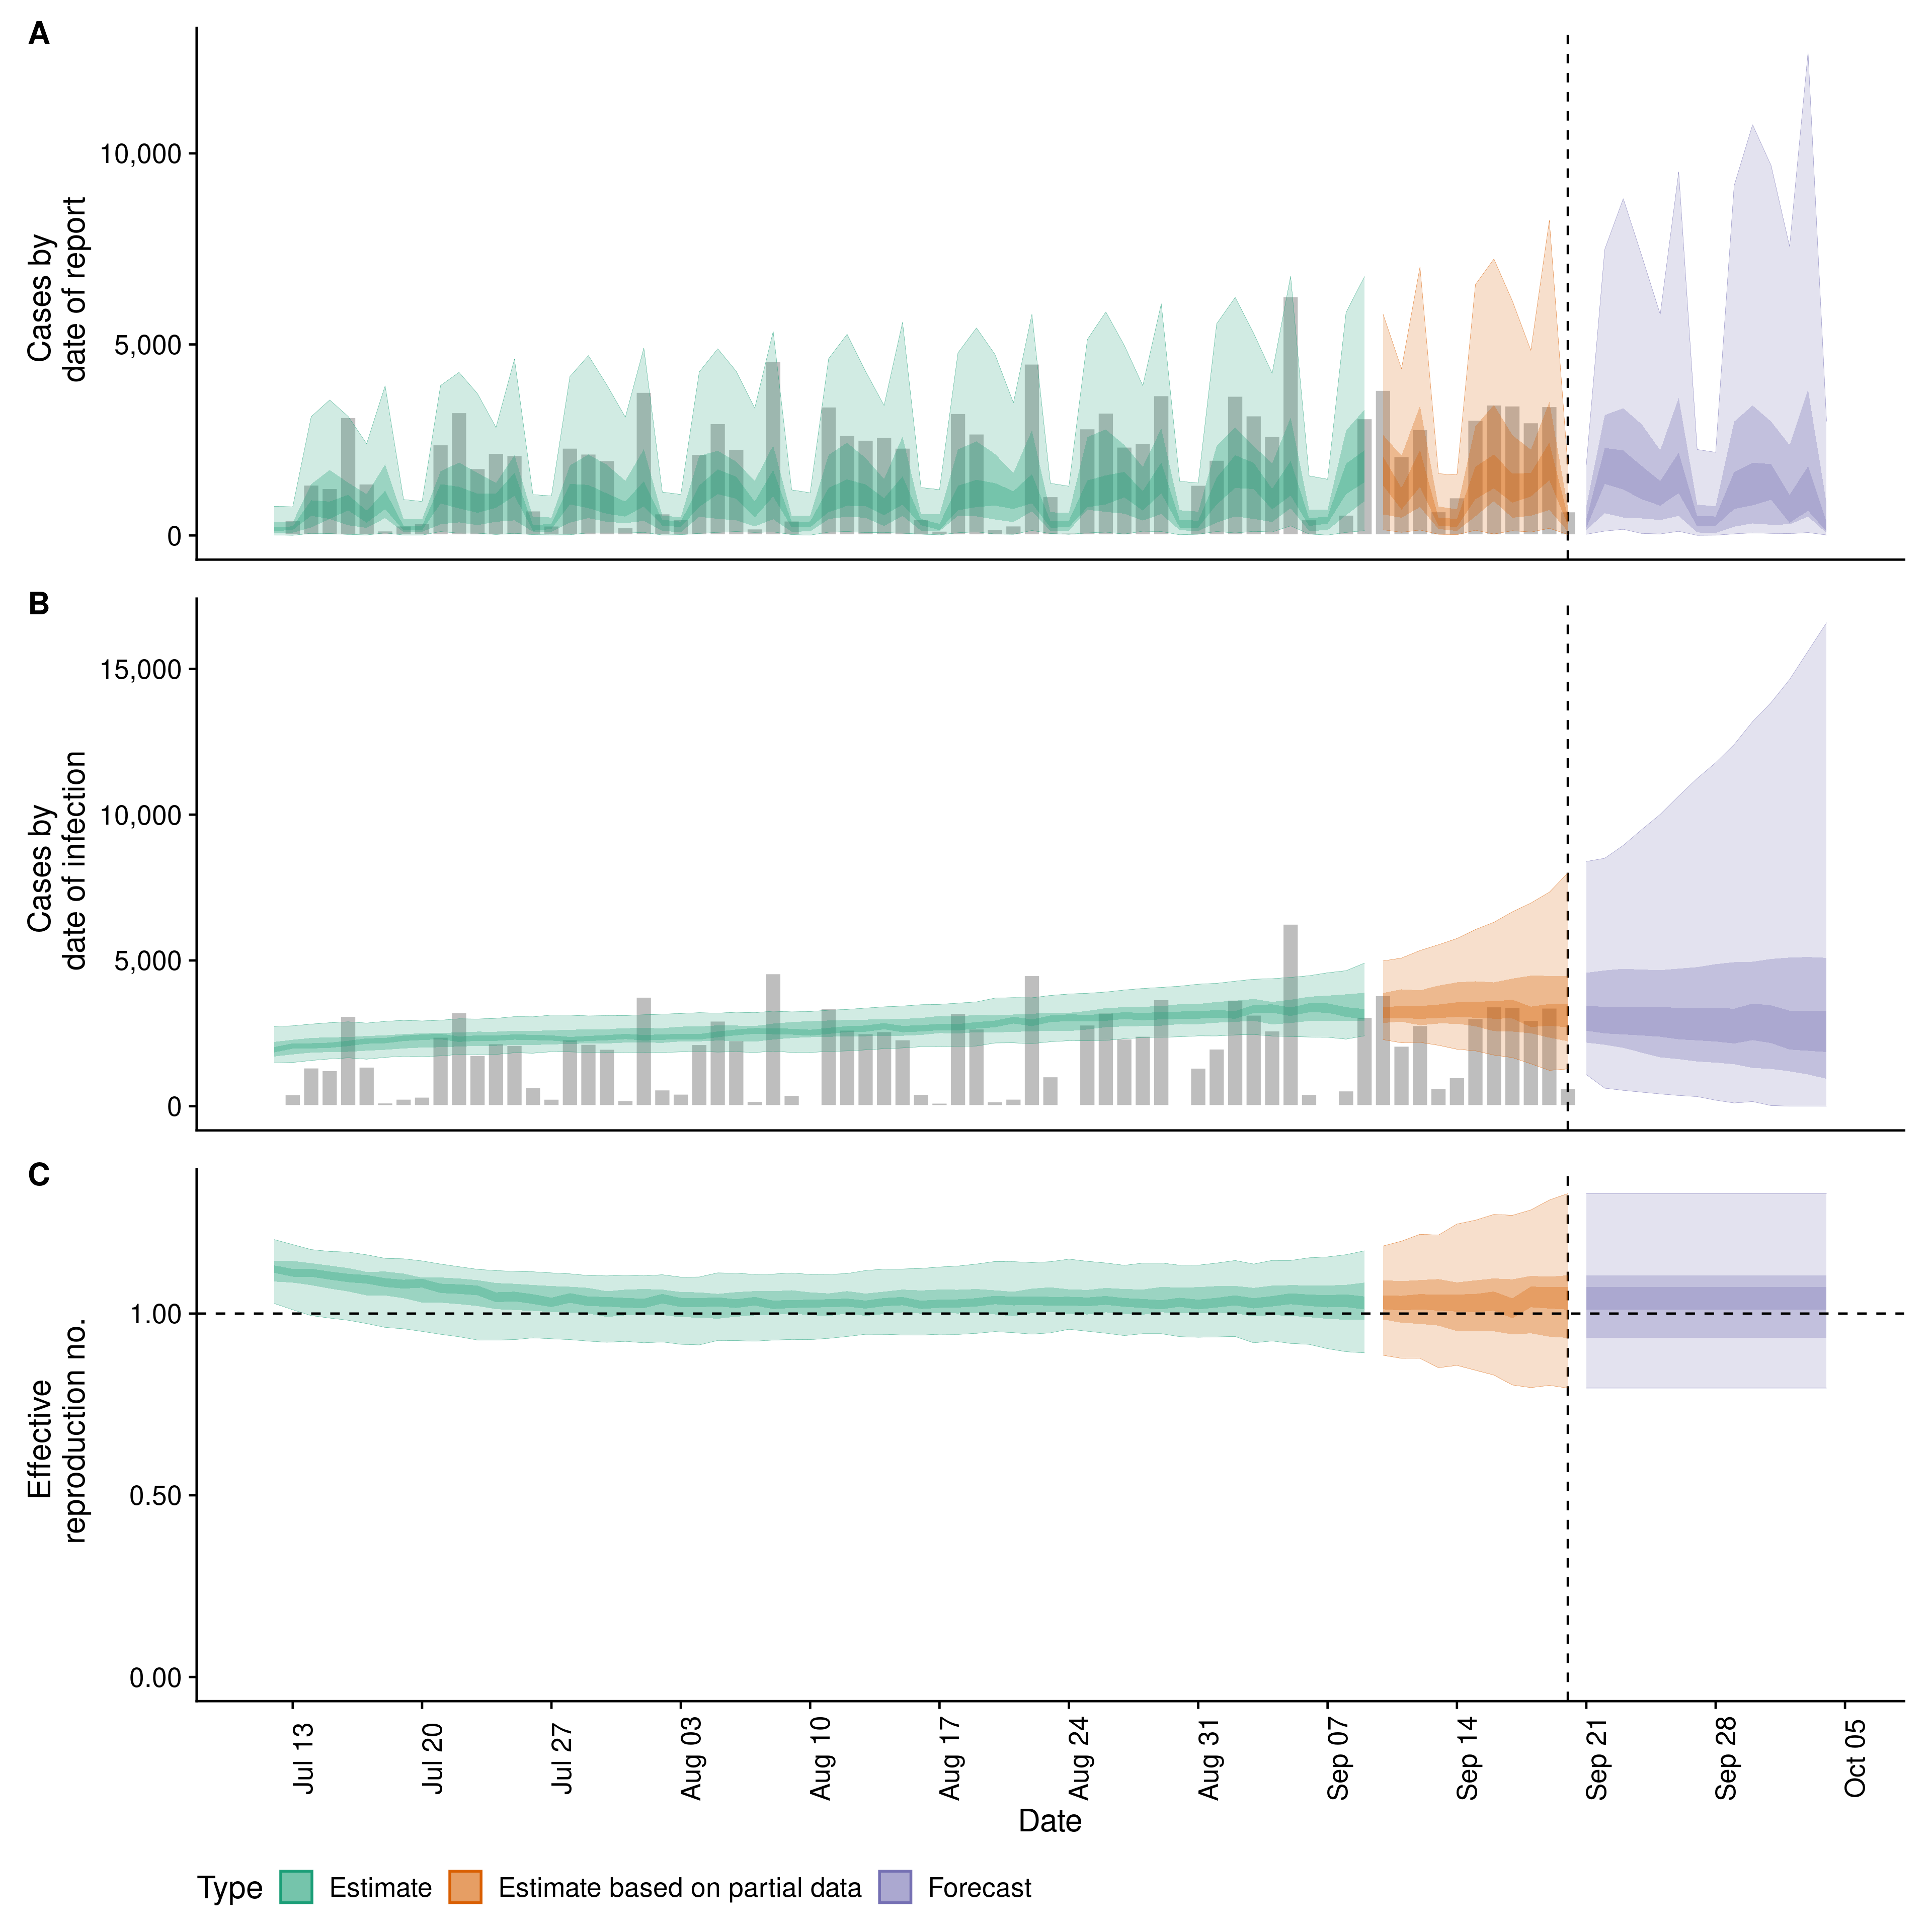 A
Cases by
date of report
10,000
5,000
0
B
Cases by
date of infection
15,000
10,000
5,000
0
C
Effective
reproduction no.
1.00
0.50
0.00
Jul 13
Jul 20
Jul 27
Aug 03
Aug 10
Aug 17
Aug 24
Aug 31
Sep 07
Sep 14
Sep 21
Sep 28
Oct 05
Date
Type Estimate Estimate based on partial data Forecast